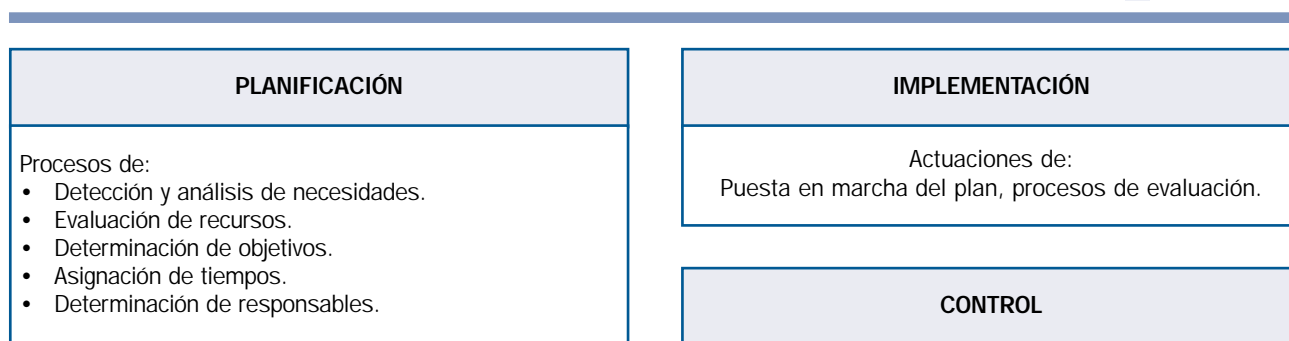 PLANIFICACIÓN
Procesos de:
• Detección y análisis de necesidades.
• Evaluación de recursos.
• Determinación de objetivos.
• Asignación de tiempos.
• Determinación de responsables.
IMPLEMENTACIÓN
Actuaciones de:
Puesta en marcha del plan, procesos de evaluación.
CONTROL